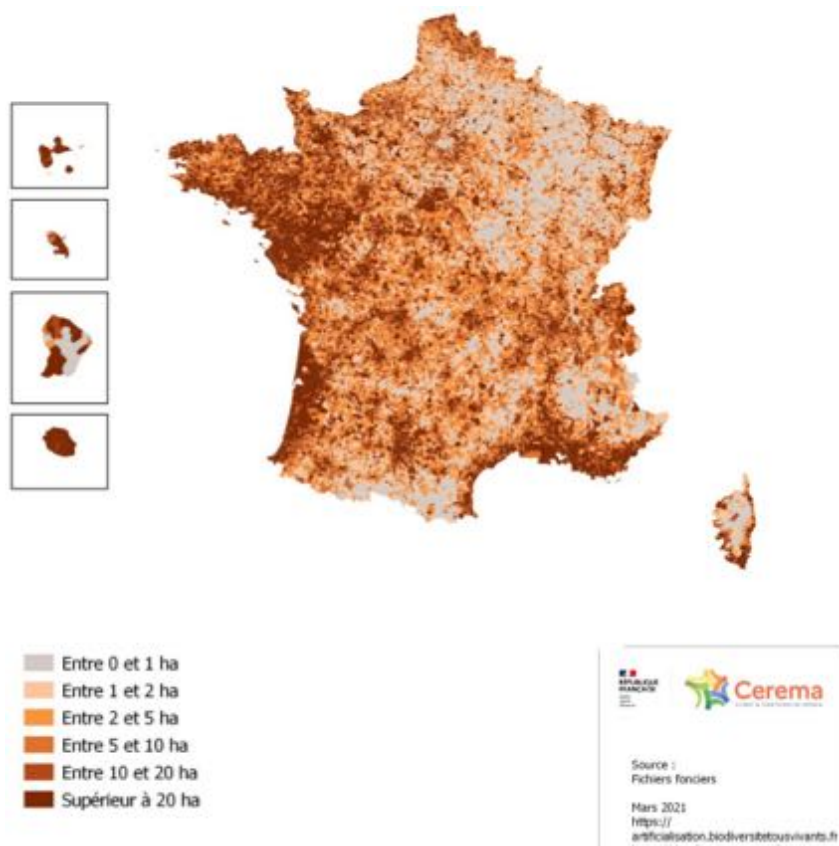 Entre 0 et 1 ha
Entre 1 et 2 ha
Entre 2 et 5 ha
Entre 5 et 10 ha
Entre 10 et 20 ha
Supérieur à 20 ha
RÉPUBLIQUE
FRANÇAISE
Cerema
Source :
Fichiers fonciers
Mars 2021
https://
artificialisation.biodiversitetousvivants.fr